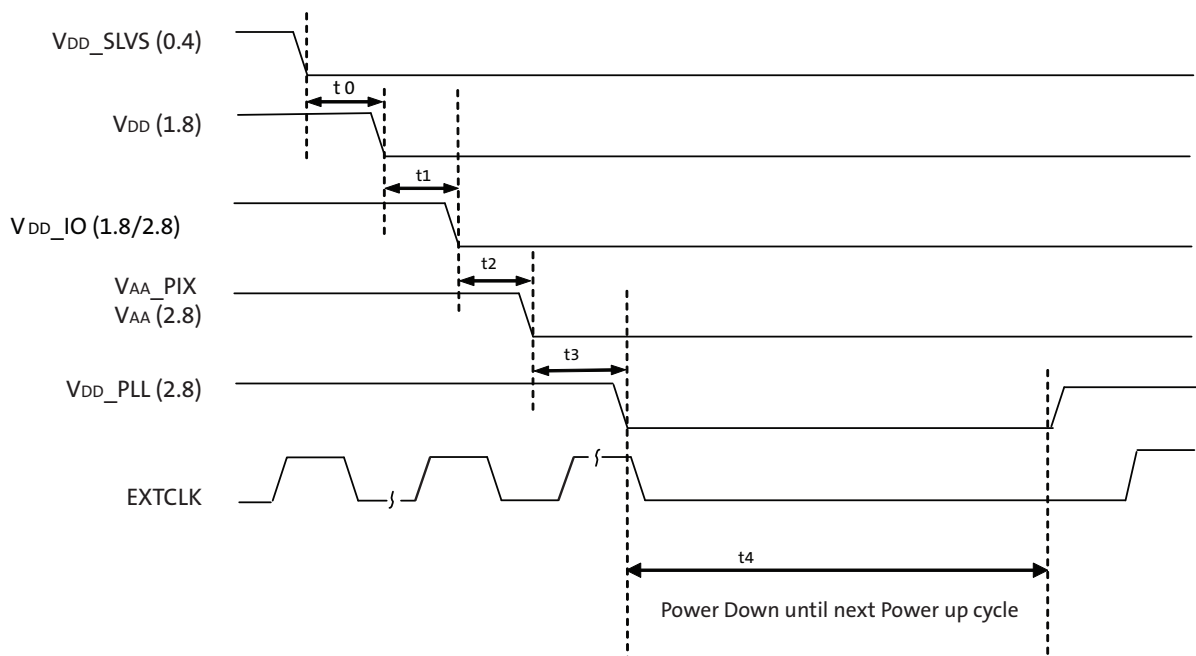 VDD_SLVS (0.4)
t 0
VDD (1.8)
t1
VDD_IO (1.8/2.8)
t2
VAA_PIX
VAA (2.8)
t3
VDD_PLL (2.8)
EXTCLK
t4
Power Down until next Power up cycle